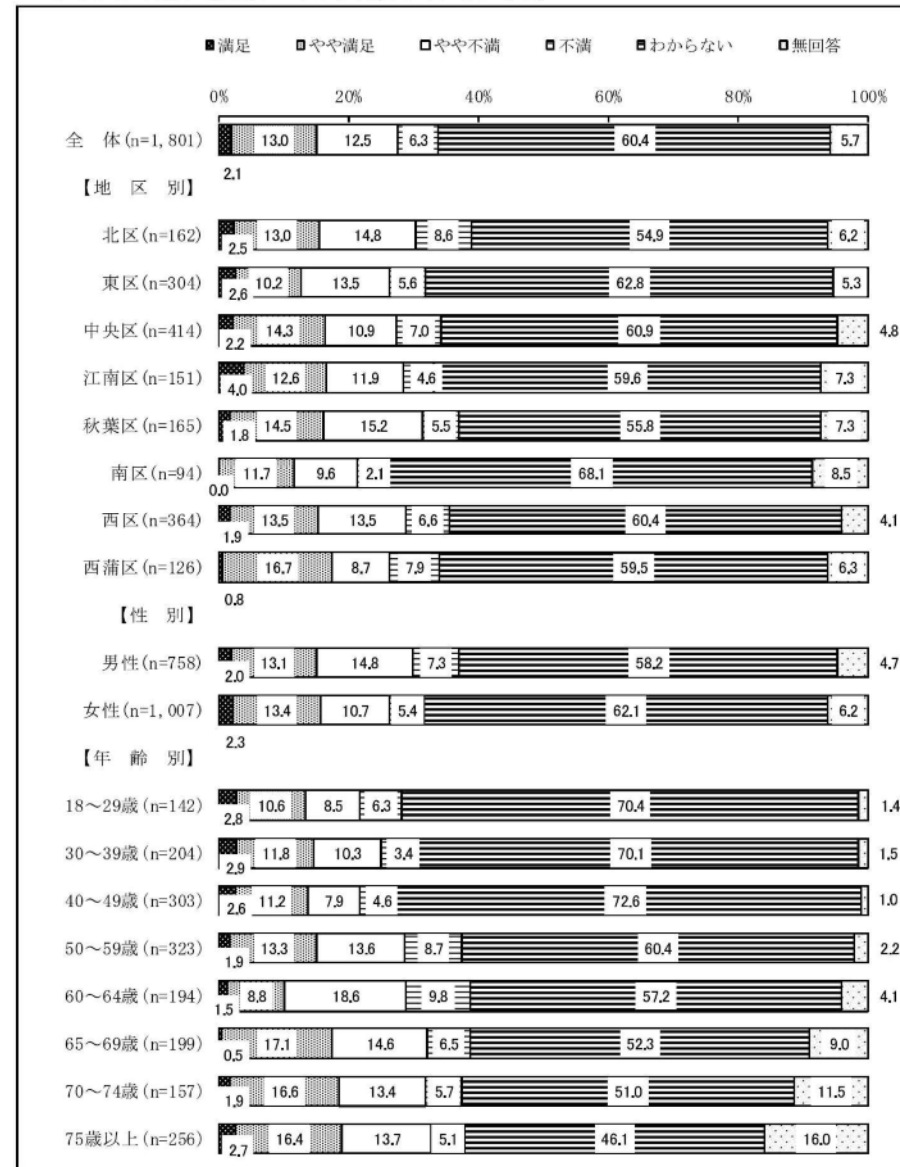 満足 やや満足 やや不満 不満 わからない 無回答
0% 20% 40% 60% 80% 100%
全 体(n=1,801) 13.0 12.5 6.3 60.4 5.7
2.1
【地 区 別】
北区(n=162) 2.5 13.0 14.8 8.6 54.9 6.2
東区(n=304) 2.6 10.2 13.5 5.6 62.8 5.3
中央区(n=414) 2.2 14.3 10.9 7.0 60.9 4.8
江南区(n=151) 4.0 12.6 11.9 4.6 59.6 7.3
秋葉区(n=165) 1.8 14.5 15.2 5.5 55.8 7.3
南区(n=94) 0.0 11.7 9.6 2.1 68.1 8.5
西区(n=364) 1.9 13.5 13.5 6.6 60.4 4.1
西蒲区(n=126) 16.7 8.7 7.9 59.5 6.3
0.8
【性 別】
男性(n=758) 2.0 13.1 14.8 7.3 58.2 4.7
女性(n=1,007) 13.4 10.7 5.4 62.1 6.2
2.3
【年 齢 別】
18～29歳(n=142) 2.8 10.6 8.5 6.3 70.4 1.4
30～39歳(n=204) 2.9 11.8 10.3 3.4 70.1 1.5
40～49歳(n=303) 2.6 11.2 7.9 4.6 72.6 1.0
50～59歳(n=323) 1.9 13.3 13.6 8.7 60.4 2.2
60～64歳(n=194) 1.5 8.8 18.6 9.8 57.2 4.1
65～69歳(n=199) 0.5 17.1 14.6 6.5 52.3 9.0
70～74歳(n=157) 1.9 16.6 13.4 5.7 51.0 11.5
75歳以上(n=256) 2.7 16.4 13.7 5.1 46.1 16.0